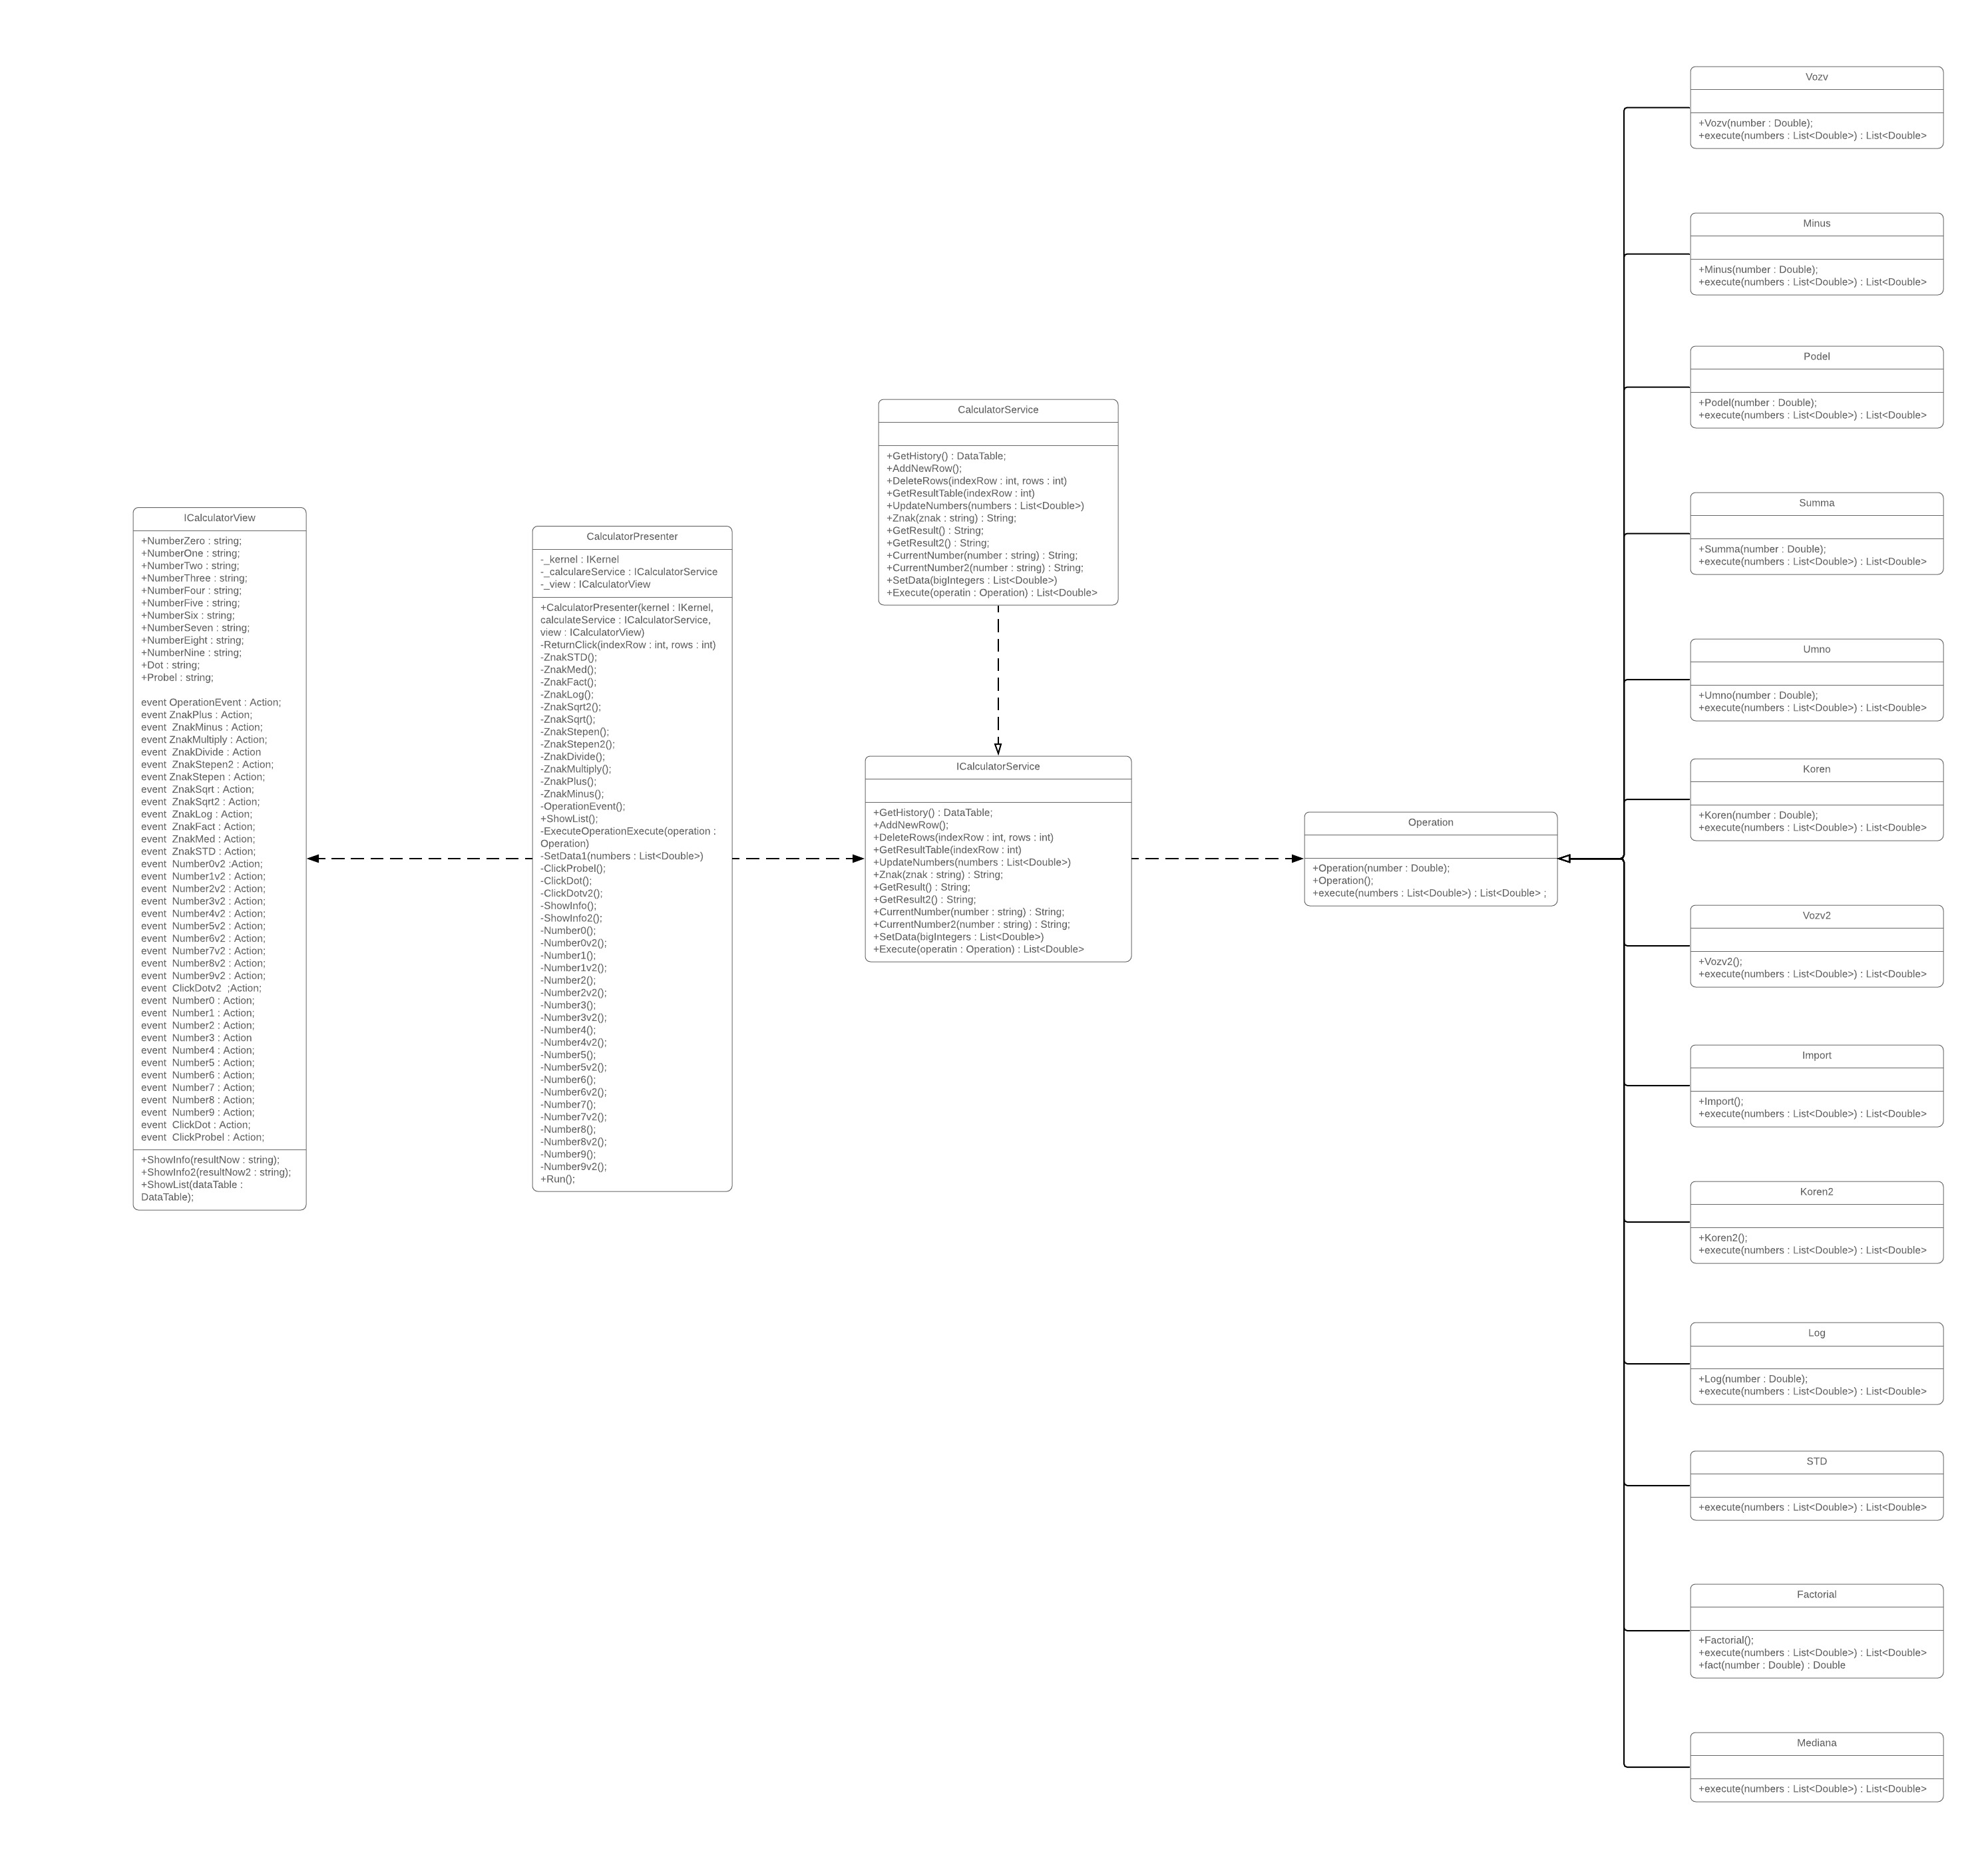 ICalculatorView
+NumberZero : string;
+NumberOne : string;
+NumberTwo : string;
+NumberThree : string;
+NumberFour : string;
+NumberFive : string;
+NumberSix : string;
+NumberSeven : string;
+NumberEight : string;
+NumberNine : string;
+Dot : string;
+Probel : string;
event OperationEvent : Action;
event ZnakPlus : Action;
event  ZnakMinus : Action;
event ZnakMultiply : Action;
event  ZnakDivide : Action
event  ZnakStepen2 : Action;
event ZnakStepen : Action;
event  ZnakSqrt : Action;
event  ZnakSqrt2 : Action;
event  ZnakLog : Action;
event  ZnakFact : Action;
event  ZnakMed : Action;
event  ZnakSTD : Action;
event  Number0v2 :Action;
event  Number1v2 : Action;
event  Number2v2 : Action;
event  Number3v2 : Action;
event  Number4v2 : Action;
event  Number5v2 : Action;
event  Number6v2 : Action;
event  Number7v2 : Action;
event  Number8v2 : Action;
event  Number9v2 : Action;
event  ClickDotv2  ;Action;
event  Number0 : Action;
event  Number1 : Action;
event  Number2 : Action;
event  Number3 : Action
event  Number4 : Action;
event  Number5 : Action;
event  Number6 : Action;
event  Number7 : Action;
event  Number8 : Action;
event  Number9 : Action;
event  ClickDot : Action;
event  ClickProbel : Action;
+ShowInfo(resultNow : string);
+ShowInfo2(resultNow2 : string);
+ShowList(dataTable :
DataTable);
CalculatorPresenter
-_kernel : IKernel
-_calculareService : ICalculatorService
-_view : ICalculatorView
+CalculatorPresenter(kernel : IKernel,
calculateService : ICalculatorService,
view : ICalculatorView)
-ReturnClick(indexRow : int, rows : int)
-ZnakSTD();
-ZnakMed();
-ZnakFact();
-ZnakLog();
-ZnakSqrt2();
-ZnakSqrt();
-ZnakStepen();
-ZnakStepen2();
-ZnakDivide();
-ZnakMultiply();
-ZnakPlus();
-ZnakMinus();
-OperationEvent();
+ShowList();
-ExecuteOperationExecute(operation :
Operation)
-SetData1(numbers : List<Double>)
-ClickProbel();
-ClickDot();
-ClickDotv2();
-ShowInfo();
-ShowInfo2();
-Number0();
-Number0v2();
-Number1();
-Number1v2();
-Number2();
-Number2v2();
-Number3();
-Number3v2();
-Number4();
-Number4v2();
-Number5();
-Number5v2();
-Number6();
-Number6v2();
-Number7();
-Number7v2();
-Number8();
-Number8v2();
-Number9();
-Number9v2();
+Run();
CalculatorService
+GetHistory() : DataTable;
+AddNewRow();
+DeleteRows(indexRow : int, rows : int)
+GetResultTable(indexRow : int)
+UpdateNumbers(numbers : List<Double>)
+Znak(znak : string) : String;
+GetResult() : String;
+GetResult2() : String;
+CurrentNumber(number : string) : String;
+CurrentNumber2(number : string) : String;
+SetData(bigIntegers : List<Double>)
+Execute(operatin : Operation) : List<Double>
ICalculatorService
+GetHistory() : DataTable;
+AddNewRow();
+DeleteRows(indexRow : int, rows : int)
+GetResultTable(indexRow : int)
+UpdateNumbers(numbers : List<Double>)
+Znak(znak : string) : String;
+GetResult() : String;
+GetResult2() : String;
+CurrentNumber(number : string) : String;
+CurrentNumber2(number : string) : String;
+SetData(bigIntegers : List<Double>)
+Execute(operatin : Operation) : List<Double>
Operation
+Operation(number : Double);
+Operation();
+execute(numbers : List<Double>) : List<Double> ;
Vozv
+Vozv(number : Double);
+execute(numbers : List<Double>) : List<Double>
Minus
+Minus(number : Double);
+execute(numbers : List<Double>) : List<Double>
Podel
+Podel(number : Double);
+execute(numbers : List<Double>) : List<Double>
Summa
+Summa(number : Double);
+execute(numbers : List<Double>) : List<Double>
Umno
+Umno(number : Double);
+execute(numbers : List<Double>) : List<Double>
Koren
+Koren(number : Double);
+execute(numbers : List<Double>) : List<Double>
Vozv2
+Vozv2();
+execute(numbers : List<Double>) : List<Double>
Import
+Import();
+execute(numbers : List<Double>) : List<Double>
Koren2
+Koren2();
+execute(numbers : List<Double>) : List<Double>
Log
+Log(number : Double);
+execute(numbers : List<Double>) : List<Double>
STD
+execute(numbers : List<Double>) : List<Double>
Factorial
+Factorial();
+execute(numbers : List<Double>) : List<Double>
+fact(number : Double) : Double
Mediana
+execute(numbers : List<Double>) : List<Double>